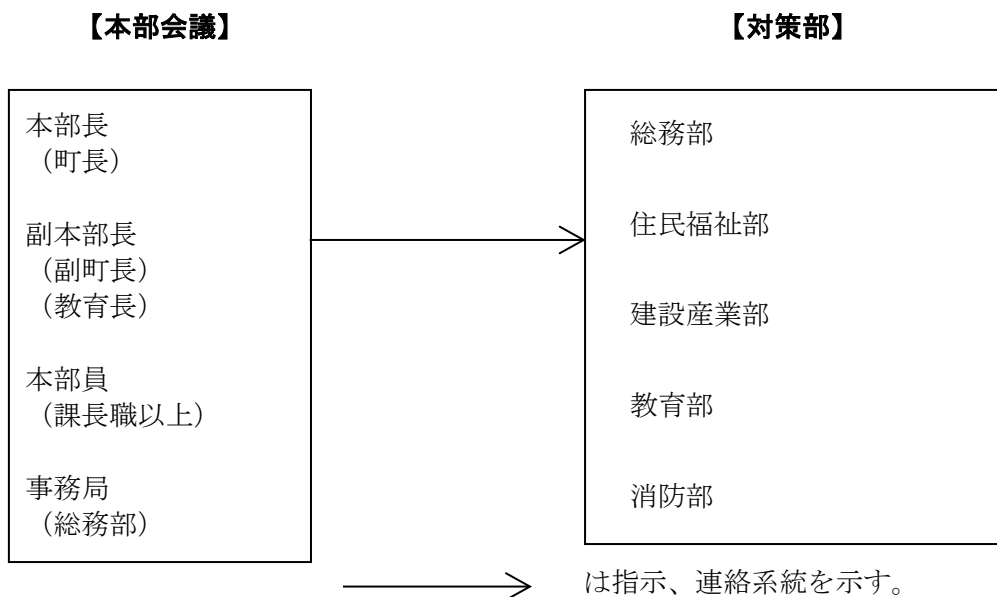 【本部会議】
本部長
（町長）
副本部長
（副町長）
（教育長）
本部員
（課長職以上）
事務局
（総務部）
【対策部】
総務部
住民福祉部
建設産業部
教育部
消防部
は指示、連絡系統を示す。